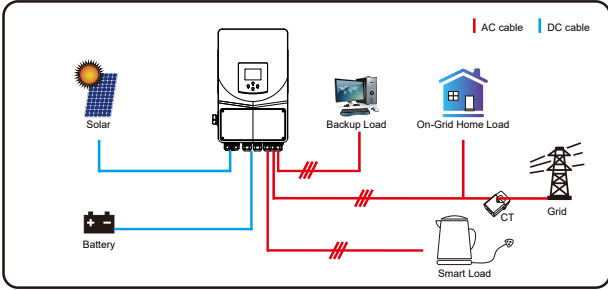 AC cable
DC cable
Solar
Backup Load
On-Grid Home Load
CT
Grid
Battery
Smart Load